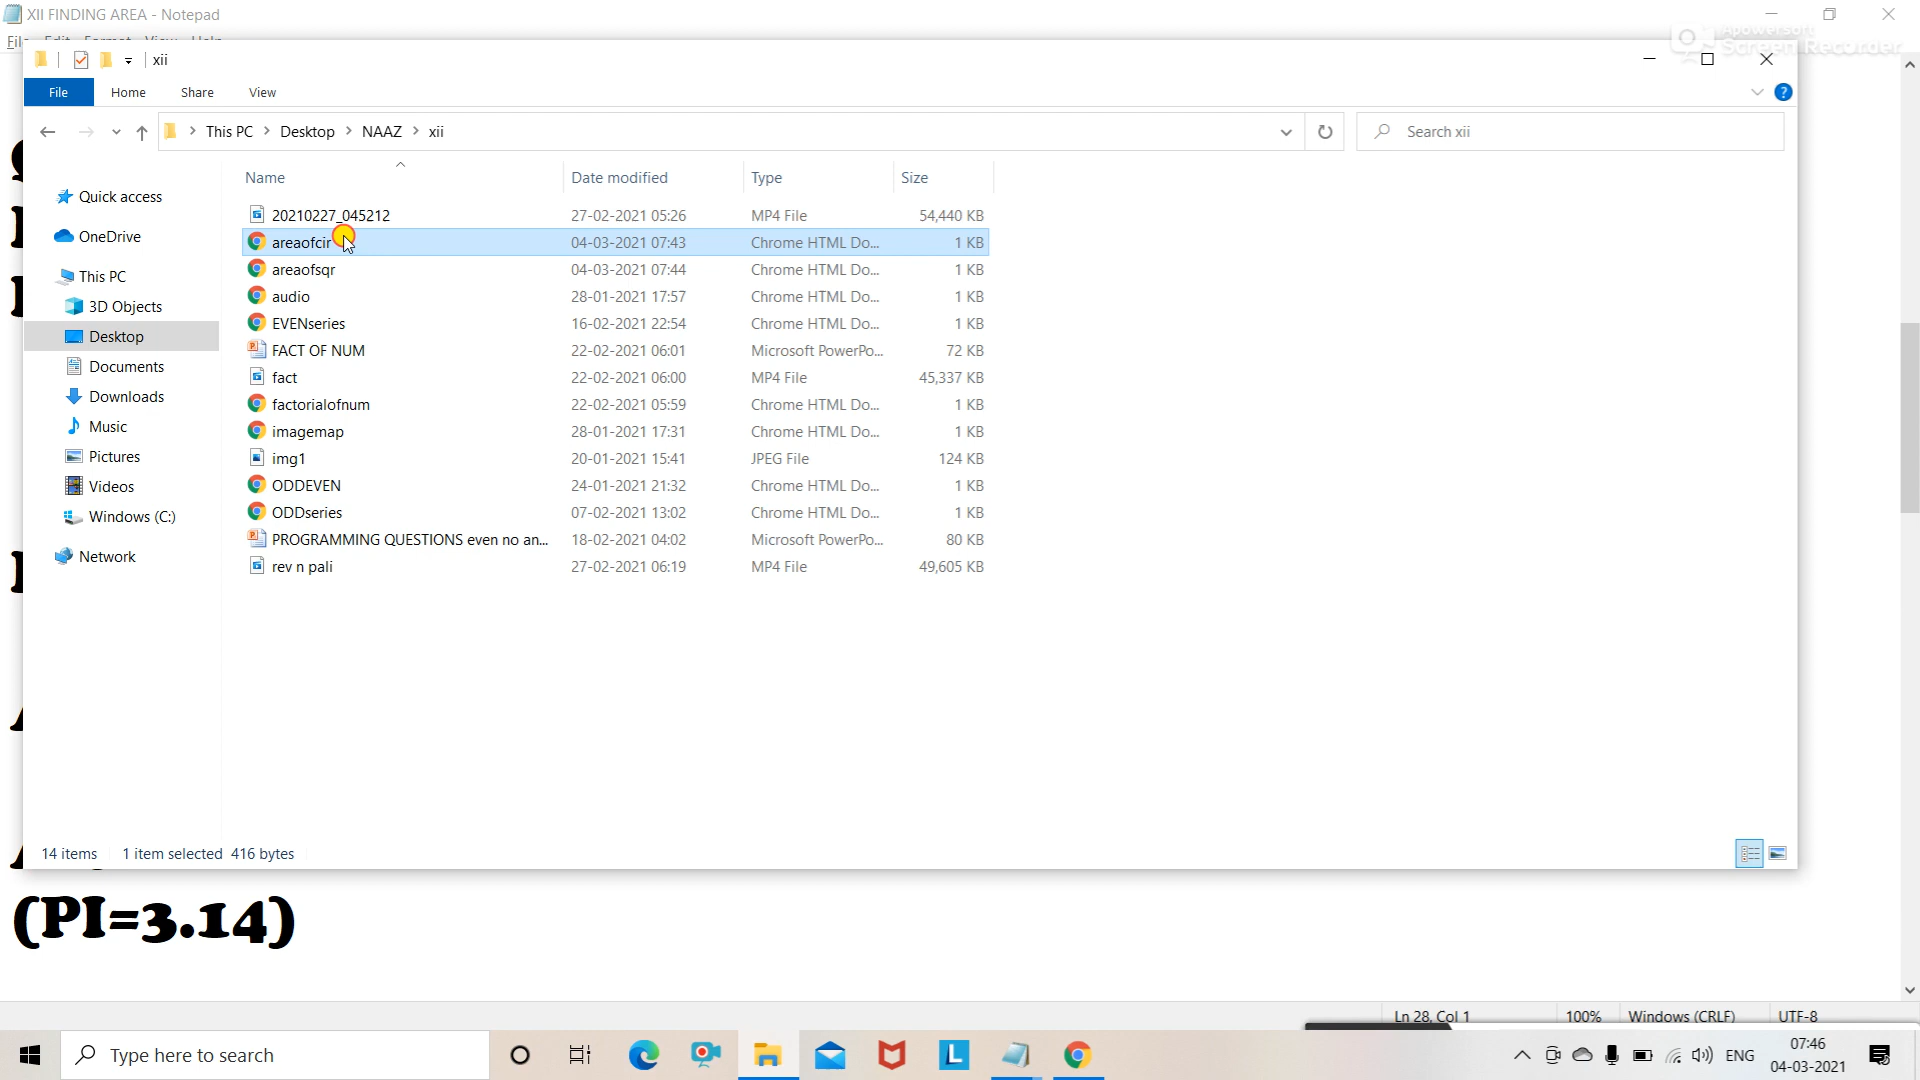 XII FINDING AREA - Notepad
File Edit Format View Help
Apowersoft
Screen Recorder
xii
File Home Share View
This PC > Desktop > NAAZ > xii
Search xii
Name Date modified Type Size
Quick access
OneDrive
This PC
3D Objects
Desktop
Documents
Downloads
Music
Pictures
Videos
Windows (C:)
Network
20210227_045212 27-02-2021 05:26 MP4 File 54,440 KB
areaofcir 04-03-2021 07:43 Chrome HTML Do... 1 KB
areaofsqr 04-03-2021 07:44 Chrome HTML Do... 1 KB
audio 28-01-2021 17:57 Chrome HTML Do... 1 KB
EVENseries 16-02-2021 22:54 Chrome HTML Do... 1 KB
FACT OF NUM 22-02-2021 06:01 Microsoft PowerPo... 72 KB
fact 22-02-2021 06:00 MP4 File 45,337 KB
factorialofnum 22-02-2021 05:59 Chrome HTML Do... 1 KB
imagemap 28-01-2021 17:31 Chrome HTML Do... 1 KB
img1 20-01-2021 15:41 JPEG File 124 KB
ODDEVEN 24-01-2021 21:32 Chrome HTML Do... 1 KB
ODDseries 07-02-2021 13:02 Chrome HTML Do... 1 KB
PROGRAMMING QUESTIONS even no an... 18-02-2021 04:02 Microsoft PowerPo... 80 KB
rev n pali 27-02-2021 06:19 MP4 File 49,605 KB
14 items 1 item selected 416 bytes
(PI=3.14)
Ln 28, Col 1 100% Windows (CRLF) UTF-8
Type here to search
ENG
07:46
04-03-2021